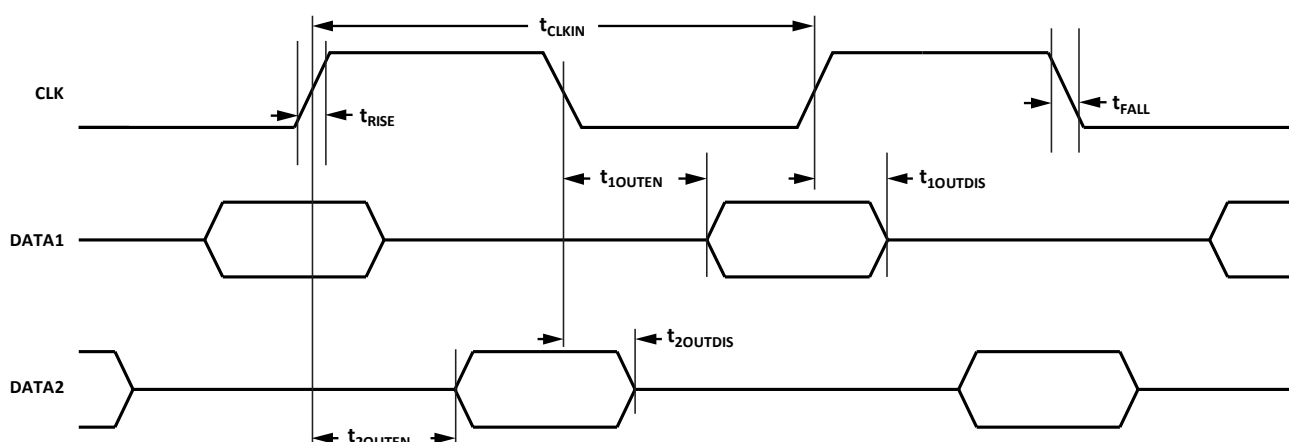 tCLKIN
CLK
tRISE
tFALL
t1OUTEN
t1OUTDIS
DATA1
t2OUTDIS
DATA2
t2OUTEN